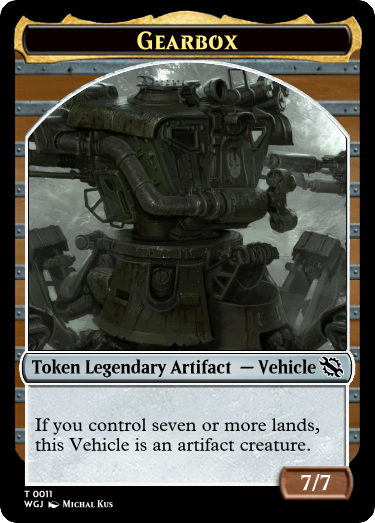 Gearbox
Token Legendary Artifact — Vehicle
If you control seven or more lands,
this Vehicle is an artifact creature.
7/7
T 0011
WGJ Michal Kus